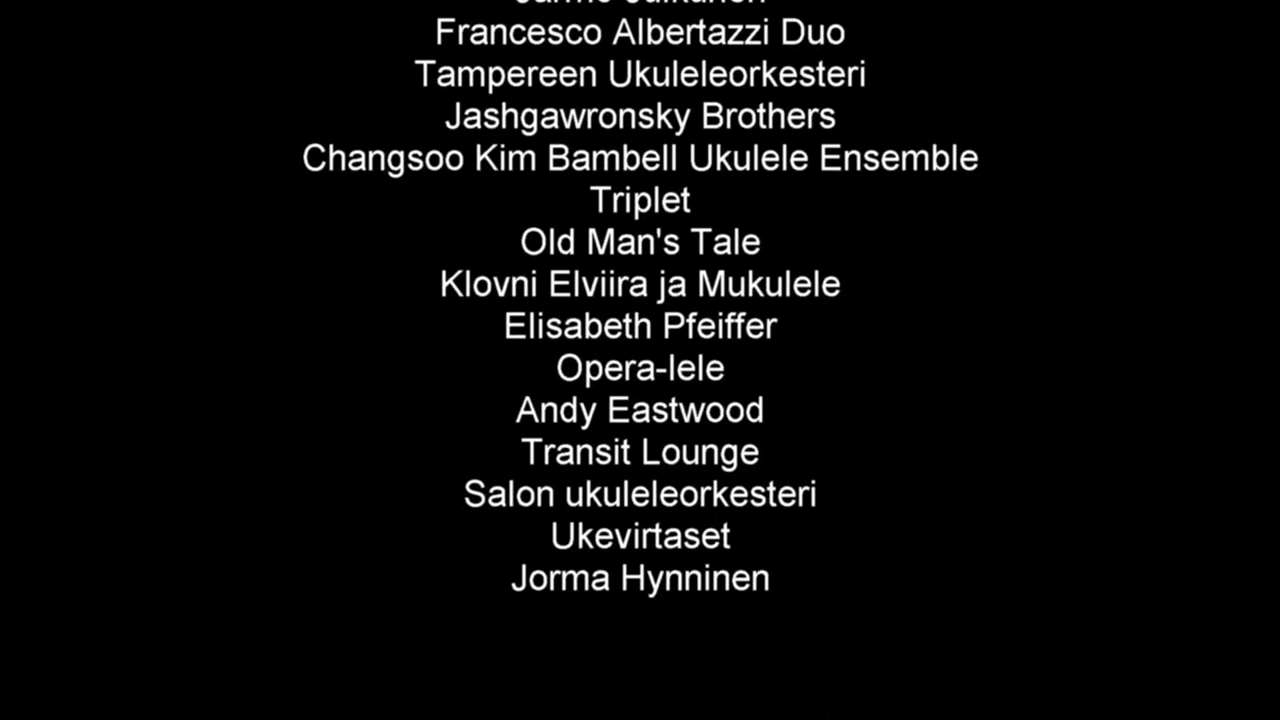 Francesco Albertazzi Duo
Tampereen Ukuleleorkesteri
Jashgawronsky Brothers
Changsoo Kim Bambell Ukulele Ensemble
Triplet
Old Man's Tale
Klovni Elviira ja Mukulele
Elisabeth Pfeiffer
Opera-lele
Andy Eastwood
Transit Lounge
Salon ukuleleorkesteri
Ukevirtaset
Jorma Hynninen